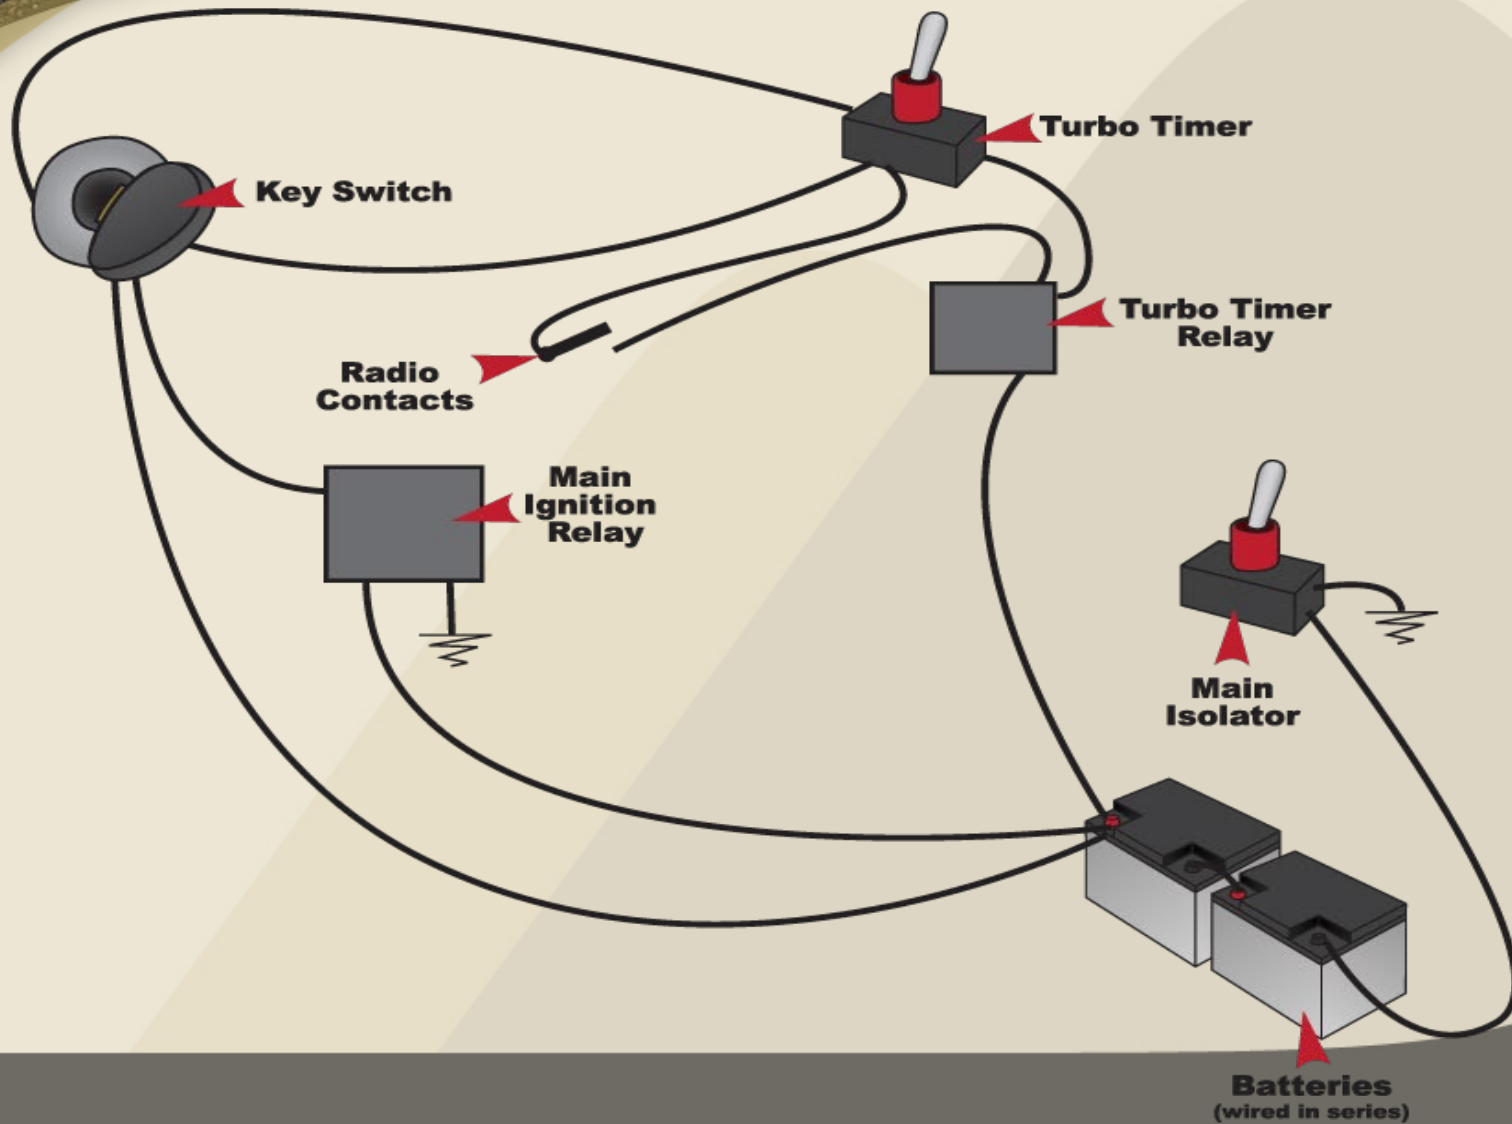 Turbo Timer
Key Switch
Turbo Timer
Relay
Radio
Contacts
Main
Ignition
Relay
Main
Isolator
Batteries
(wired in series)